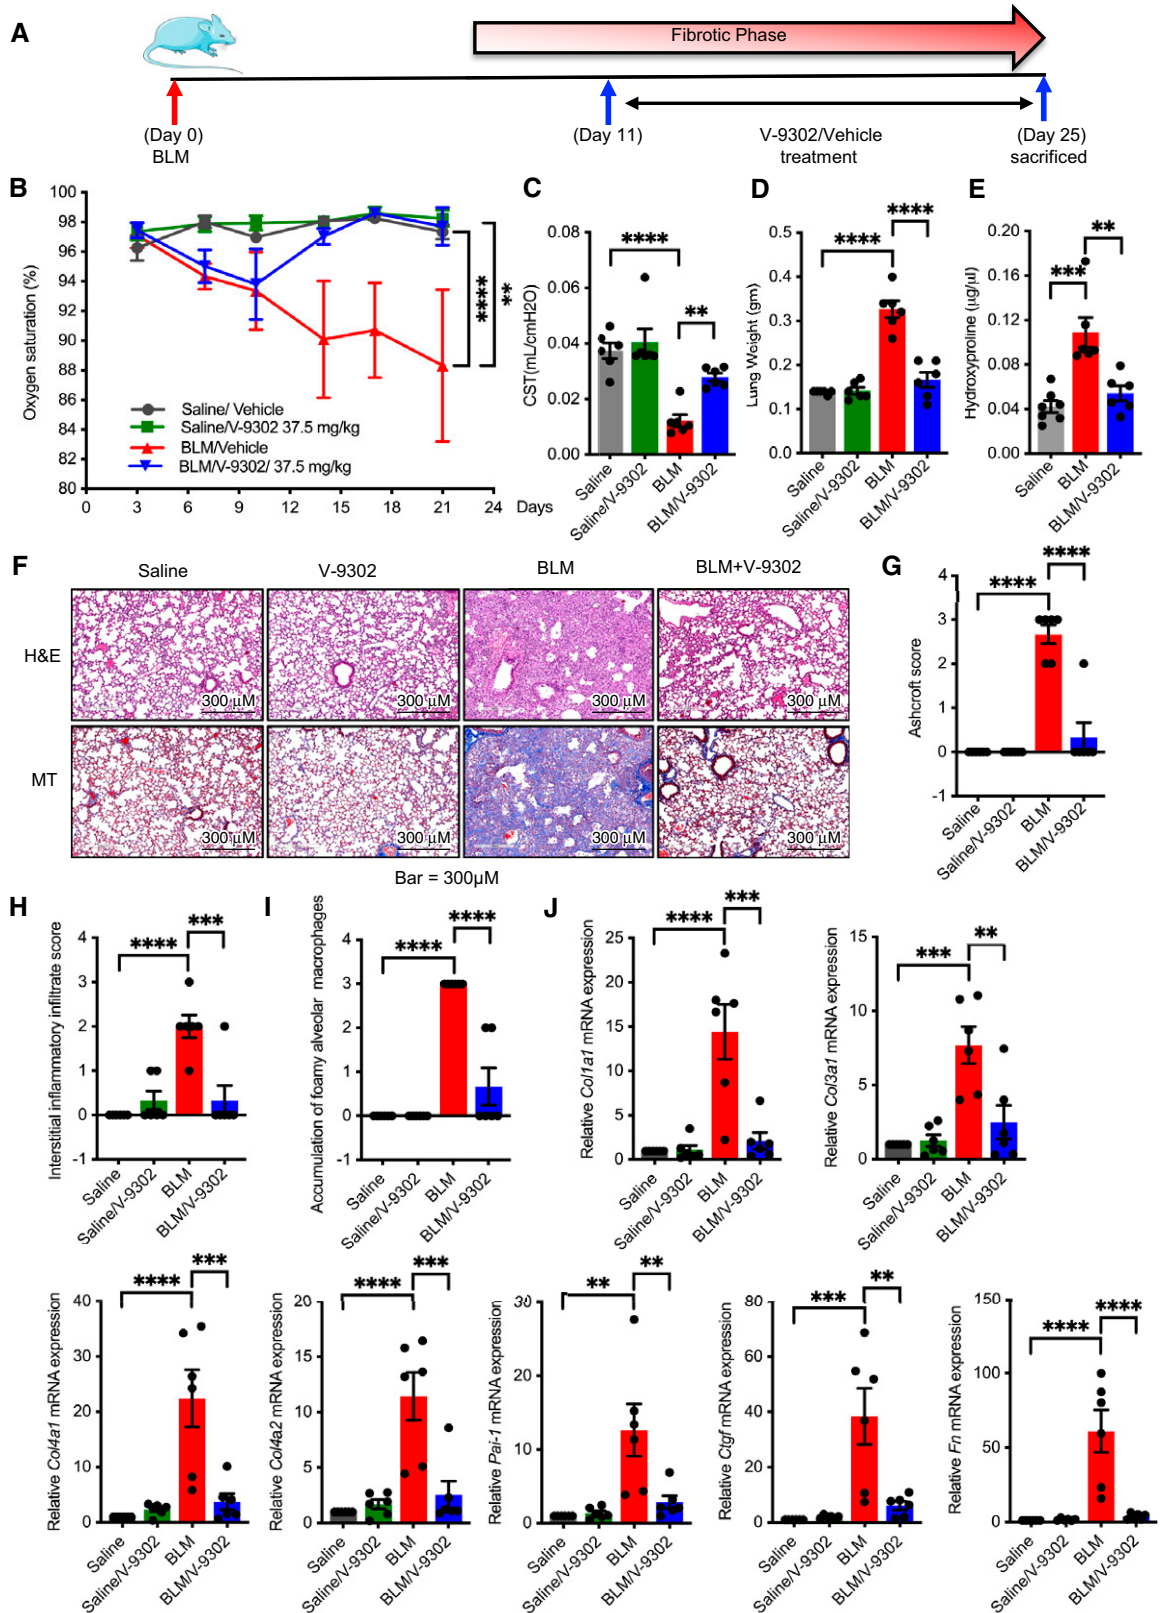 A
Fibrotic Phase
(Day 0)
BLM
(Day 11)
V-9302/Vehicle
treatment
(Day 25)
sacrificed
B
Oxygen saturation (%)
100
98
96
94
92
90
88
86
84
82
80
0 3 6 9 12 15 18 21 24 Days
Saline/ Vehicle
Saline/V-9302 37.5 mg/kg
BLM/Vehicle
BLM/V-9302/ 37.5 mg/kg
****
**
C
CST(mL/cmH2O)
0.08
0.06
0.04
0.02
0.00
****
**
Saline
Saline/V-9302
BLM
BLM/V-9302
D
Lung Weight (gm)
0.5
0.4
0.3
0.2
0.1
0.0
****
****
Saline
Saline/V-9302
BLM
BLM/V-9302
E
Hydroxyproline (μg/μl)
0.20
0.16
0.12
0.08
0.04
0.00
***
**
Saline
BLM
BLM/V-9302
F
Saline V-9302 BLM BLM+V-9302
H&E
300 μM 300 μM 300 μM 300 μM
MT
300 μM 300 μM 300 μM 300 μM
Bar = 300μM
G
Ashcroft score
4
3
2
1
0
-1
****
****
Saline
Saline/V-9302
BLM
BLM/V-9302
H
Interstitial inflammatory infiltrate score
4
3
2
1
0
-1
****
***
Saline
Saline/V-9302
BLM
BLM/V-9302
I
Accumulation of foamy alveolar macrophages
4
3
2
1
0
-1
****
****
Saline
Saline/V-9302
BLM
BLM/V-9302
J
Relative Col1a1 mRNA expression
25
20
15
10
5
0
****
***
Saline
Saline/V-9302
BLM
BLM/V-9302
Relative Col3a1 mRNA expression
15
10
5
0
***
**
Saline
Saline/V-9302
BLM
BLM/V-9302
Relative Col4a1 mRNA expression
40
30
20
10
0
****
***
Saline
Saline/V-9302
BLM
BLM/V-9302
Relative Col4a2 mRNA expression
20
15
10
5
0
****
***
Saline
Saline/V-9302
BLM
BLM/V-9302
Relative Pai-1 mRNA expression
30
20
10
0
**
**
Saline
Saline/V-9302
BLM
BLM/V-9302
Relative Ctgf mRNA expression
80
60
40
20
0
***
**
Saline
Saline/V-9302
BLM
BLM/V-9302
Relative Fn mRNA expression
150
100
50
0
****
****
Saline
Saline/V-9302
BLM
BLM/V-9302